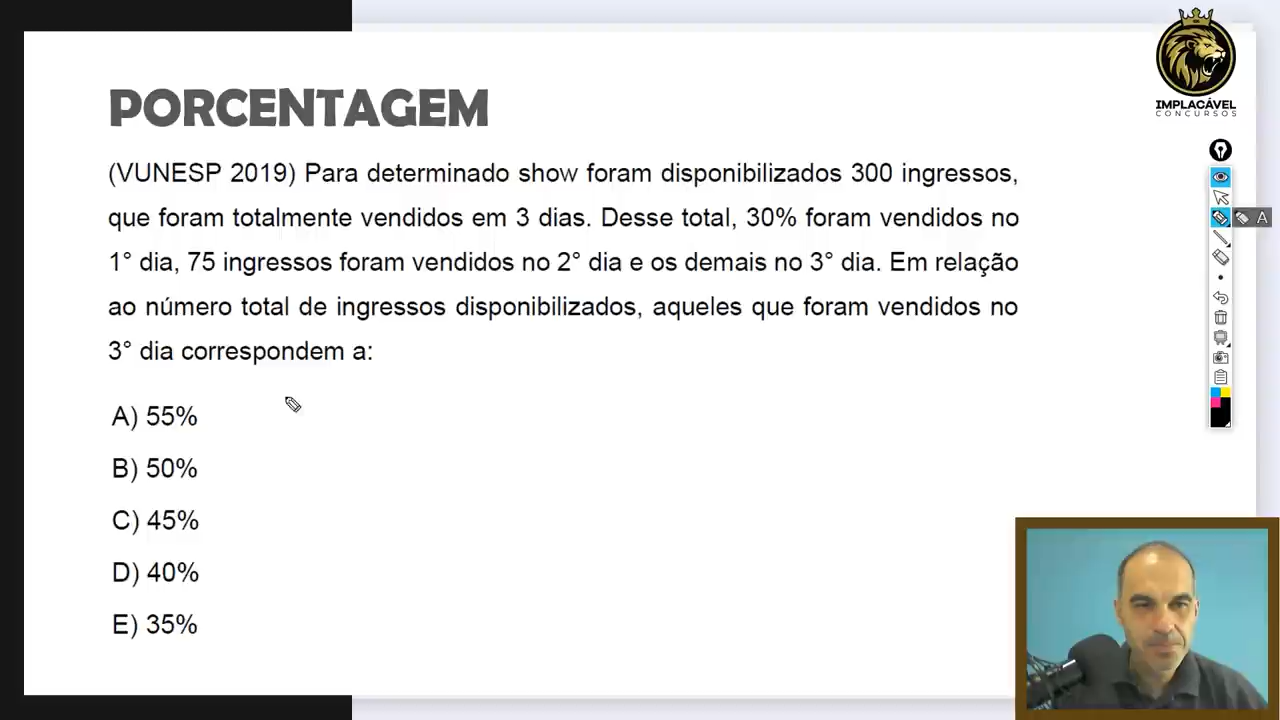 IMPLACÁVEL
CONCURSOS
PORCENTAGEM
(VUNESP 2019) Para determinado show foram disponibilizados 300 ingressos,
que foram totalmente vendidos em 3 dias. Desse total, 30% foram vendidos no
1° dia, 75 ingressos foram vendidos no 2° dia e os demais no 3° dia. Em relação
ao número total de ingressos disponibilizados, aqueles que foram vendidos no
3° dia correspondem a:
A) 55%
B) 50%
C) 45%
D) 40%
E) 35%
A